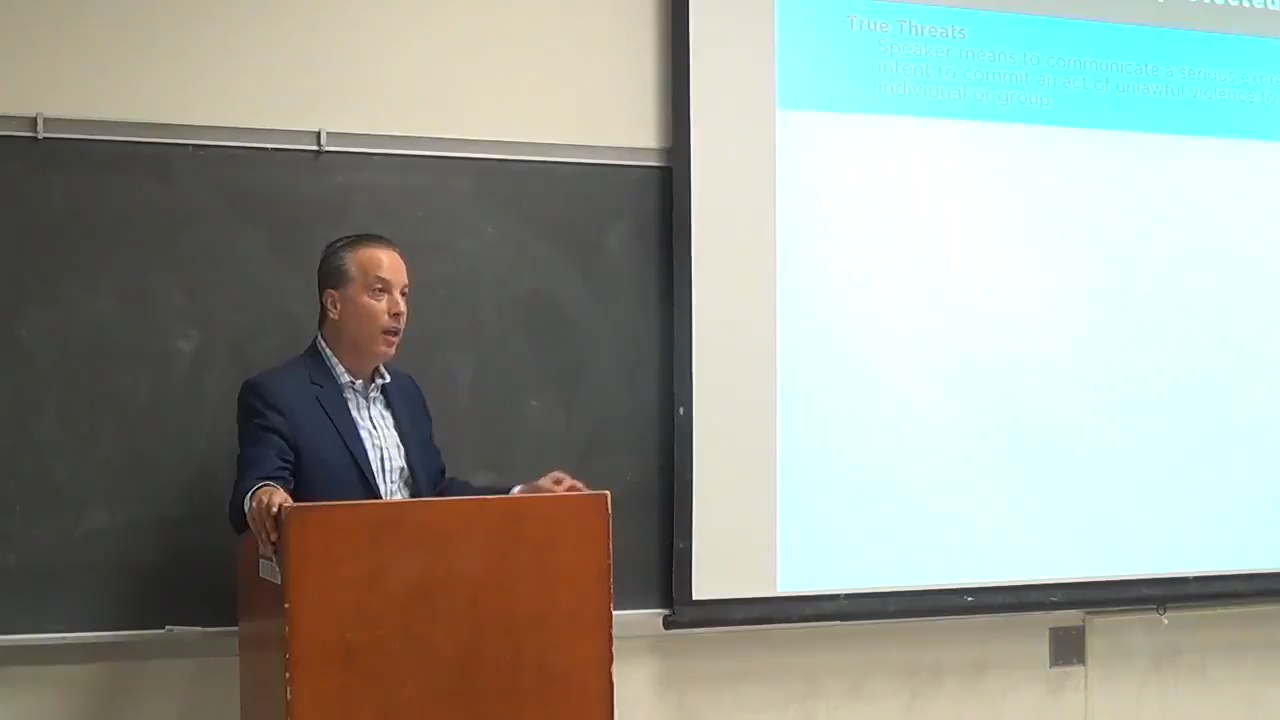 True Threats
Speaker means to communicate a serious expr
intent to commit an act of unlawful violence to
individual or group.